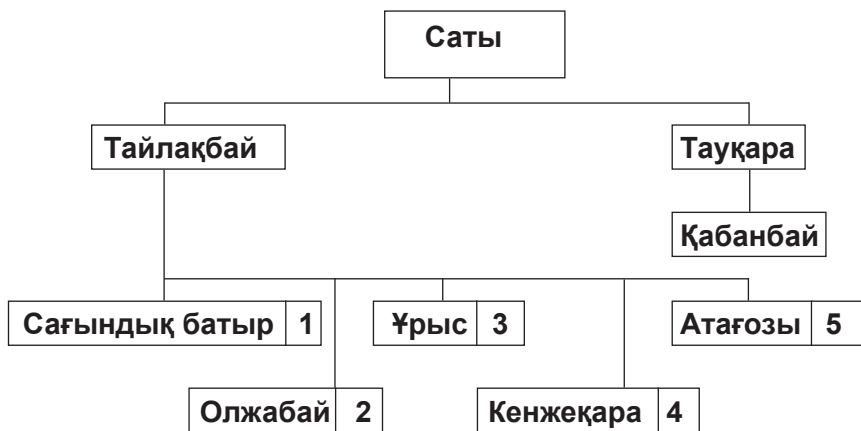 Саты
Тайлақбай
Тауқара
Қабанбай
Сағындық батыр 1
Ұрыс 3
Атағозы 5
Олжабай 2
Кенжеқара 4